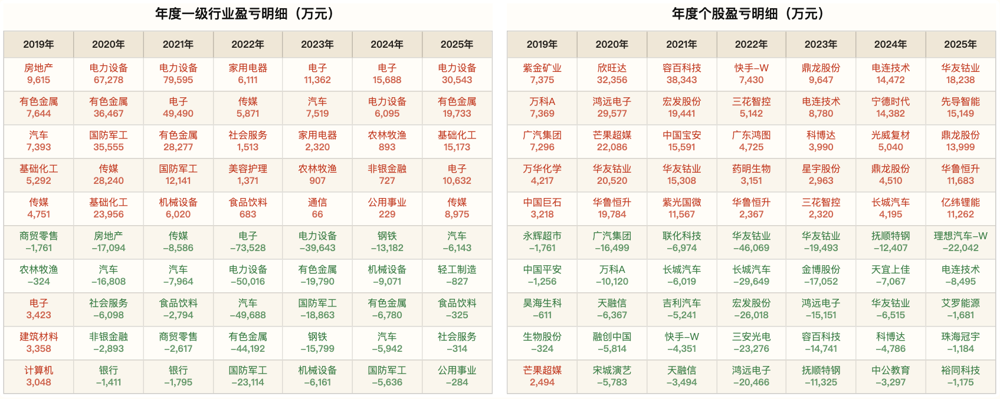 年度一级行业盈亏明细（万元）
2019年 2020年 2021年 2022年 2023年 2024年 2025年
房地产 电力设备 电力设备 家用电器 电子 电子 电力设备
9,615 67,278 79,595 6,111 11,362 15,688 30,543
有色金属 有色金属 电子 传媒 汽车 电力设备 有色金属
7,644 36,467 49,490 5,871 7,519 6,095 19,733
汽车 国防军工 有色金属 社会服务 家用电器 农林牧渔 基础化工
7,393 35,555 28,277 1,513 2,320 893 15,173
基础化工 传媒 国防军工 美容护理 农林牧渔 非银金融 电子
5,292 28,240 12,141 1,371 907 727 10,632
传媒 基础化工 机械设备 食品饮料 通信 公用事业 传媒
4,751 23,956 6,020 683 66 229 8,975
商贸零售 房地产 传媒 电子 电力设备 钢铁 汽车
−1,761 −17,094 −8,586 −73,528 −39,643 −13,182 −6,143
农林牧渔 汽车 汽车 电力设备 有色金属 机械设备 轻工制造
−324 −16,808 −7,964 −50,016 −19,790 −9,071 −827
电子 社会服务 食品饮料 汽车 国防军工 有色金属 食品饮料
3,423 −6,098 −2,794 −49,688 −18,863 −6,780 −325
建筑材料 非银金融 商贸零售 有色金属 钢铁 汽车 社会服务
3,358 −2,893 −2,617 −44,192 −15,799 −5,942 −314
计算机 银行 银行 国防军工 机械设备 国防军工 公用事业
3,048 −1,411 −1,795 −23,114 −6,161 −5,636 −284
年度个股盈亏明细（万元）
2019年 2020年 2021年 2022年 2023年 2024年 2025年
紫金矿业 欣旺达 容百科技 快手−W 鼎龙股份 电连技术 华友钴业
7,375 32,356 38,343 7,430 9,647 14,472 18,238
万科A 鸿远电子 宏发股份 三花智控 电连技术 宁德时代 先导智能
7,369 29,577 19,441 5,142 8,780 14,382 15,149
广汽集团 芒果超媒 中国宝安 广东鸿图 科博达 光威复材 鼎龙股份
7,296 22,086 15,591 4,725 3,990 5,040 13,999
万华化学 华友钴业 华友钴业 药明生物 星宇股份 鼎龙股份 华鲁恒升
4,217 20,520 15,308 3,151 2,963 4,510 11,683
中国巨石 华鲁恒升 紫光国微 华鲁恒升 三花智控 长城汽车 亿纬锂能
3,218 19,784 11,567 2,367 2,320 4,195 11,262
永辉超市 广汽集团 联化科技 华友钴业 华友钴业 抚顺特钢 理想汽车−W
−1,761 −16,499 −6,974 −46,069 −19,493 −12,407 −22,042
中国平安 万科A 长城汽车 长城汽车 金博股份 天宜上佳 电连技术
−1,256 −10,120 −6,019 −29,649 −17,052 −7,067 −8,495
昊海生科 天融信 吉利汽车 宏发股份 鸿远电子 华友钴业 艾罗能源
−611 −6,367 −5,241 −26,018 −15,151 −6,515 −1,681
生物股份 融创中国 快手−W 三安光电 容百科技 科博达 珠海冠宇
−324 −5,814 −4,351 −23,276 −14,741 −4,786 −1,184
芒果超媒 宋城演艺 天融信 鸿远电子 抚顺特钢 中公教育 裕同科技
2,494 −5,783 −3,494 −20,466 −11,325 −3,297 −1,175